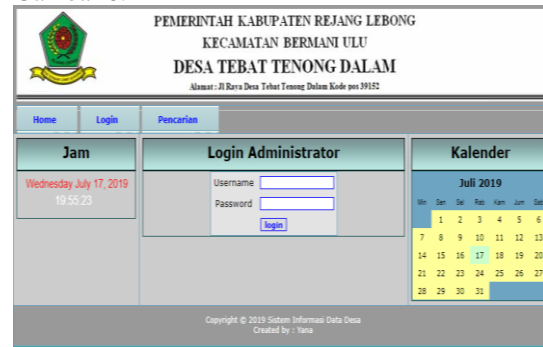 PEMERINTAH KABUPATEN REJANG LEBONG
KECAMATAN BERMANI ULU
DESA TEBAT TENONG DALAM
Alamat : Jl Raya Desa Tebat Tenong Dalam Kode pos 39152
Home Login Pencarian
Jam
Wednesday July 17, 2019
19:55:23
Login Administrator
Username
Password
login
Kalender
Juli 2019
Min Sen Sel Rab Kam Jum Sab
1 2 3 4 5 6
7 8 9 10 11 12 13
14 15 16 17 18 19 20
21 22 23 24 25 26 27
28 29 30 31
Copyright © 2019 Sistem Informasi Data Desa
Created by : Yana